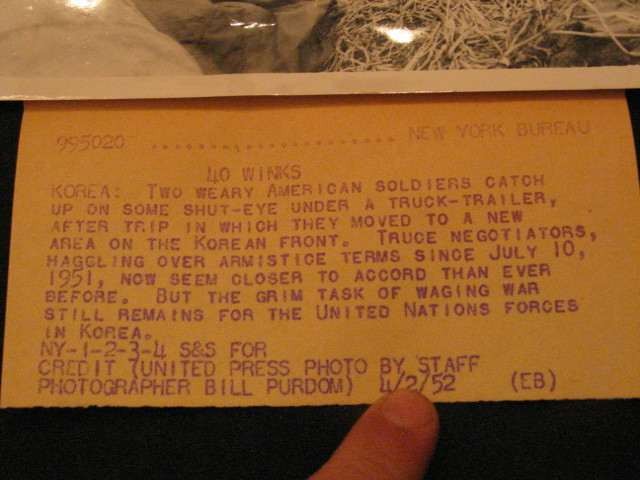 995020 .......................... NEW YORK BUREAU
40 WINKS
KOREA: TWO WEARY AMERICAN SOLDIERS CATCH
UP ON SOME SHUT-EYE UNDER A TRUCK-TRAILER,
AFTER TRIP IN WHICH THEY MOVED TO A NEW
AREA ON THE KOREAN FRONT. TRUCE NEGOTIATORS,
HAGGLING OVER ARMISTICE TERMS SINCE JULY 10,
1951, NOW SEEM CLOSER TO ACCORD THAN EVER
BEFORE. BUT THE GRIM TASK OF WAGING WAR
STILL REMAINS FOR THE UNITED NATIONS FORCES
IN KOREA.
NY-1-2-3-4 S&S FOR
CREDIT (UNITED PRESS PHOTO BY STAFF
PHOTOGRAPHER BILL PURDOM) 4/2/52 (EB)